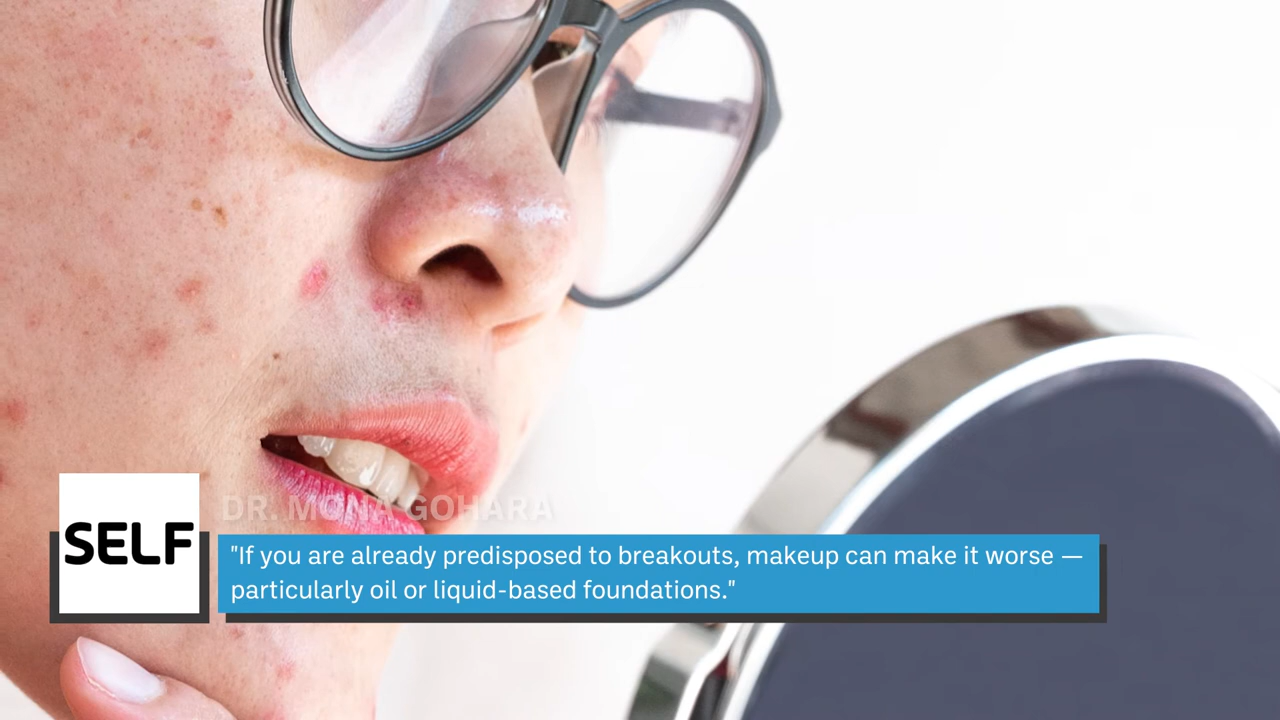 DR. MONA GOHARA
SELF
"If you are already predisposed to breakouts, makeup can make it worse —
particularly oil or liquid-based foundations."